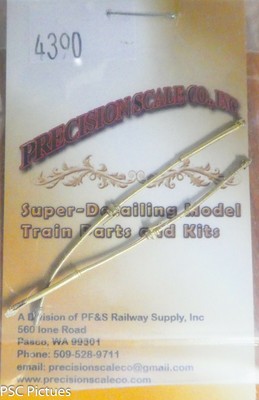 4390
PRECISION SCALE CO., INC
Super-Detailing Model
Train Parts and Kits
A Division of PF&S Railway Supply, Inc
560 Ione Road
Pasco, WA 99301
Phone: 509-528-9711
email: precisionscaleco@gmail.com
www.precisionscaleco.com
PSC Pictues